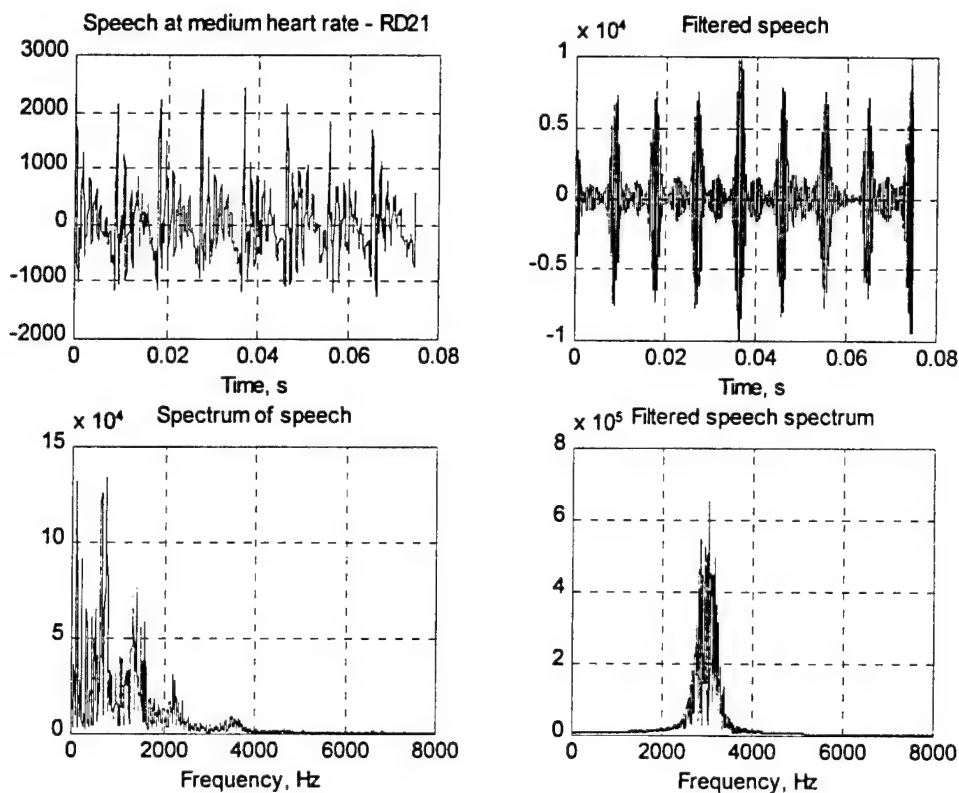 Speech at medium heart rate - RD21
3000
2000
1000
0
-1000
-2000
0 0.02 0.04 0.06 0.08
Time, s
Filtered speech
x 10⁴
1
0.5
0
-0.5
-1
0 0.02 0.04 0.06 0.08
Time, s
Spectrum of speech
x 10⁴
15
10
5
0
0 2000 4000 6000 8000
Frequency, Hz
Filtered speech spectrum
x 10⁵
8
6
4
2
0
0 2000 4000 6000 8000
Frequency, Hz